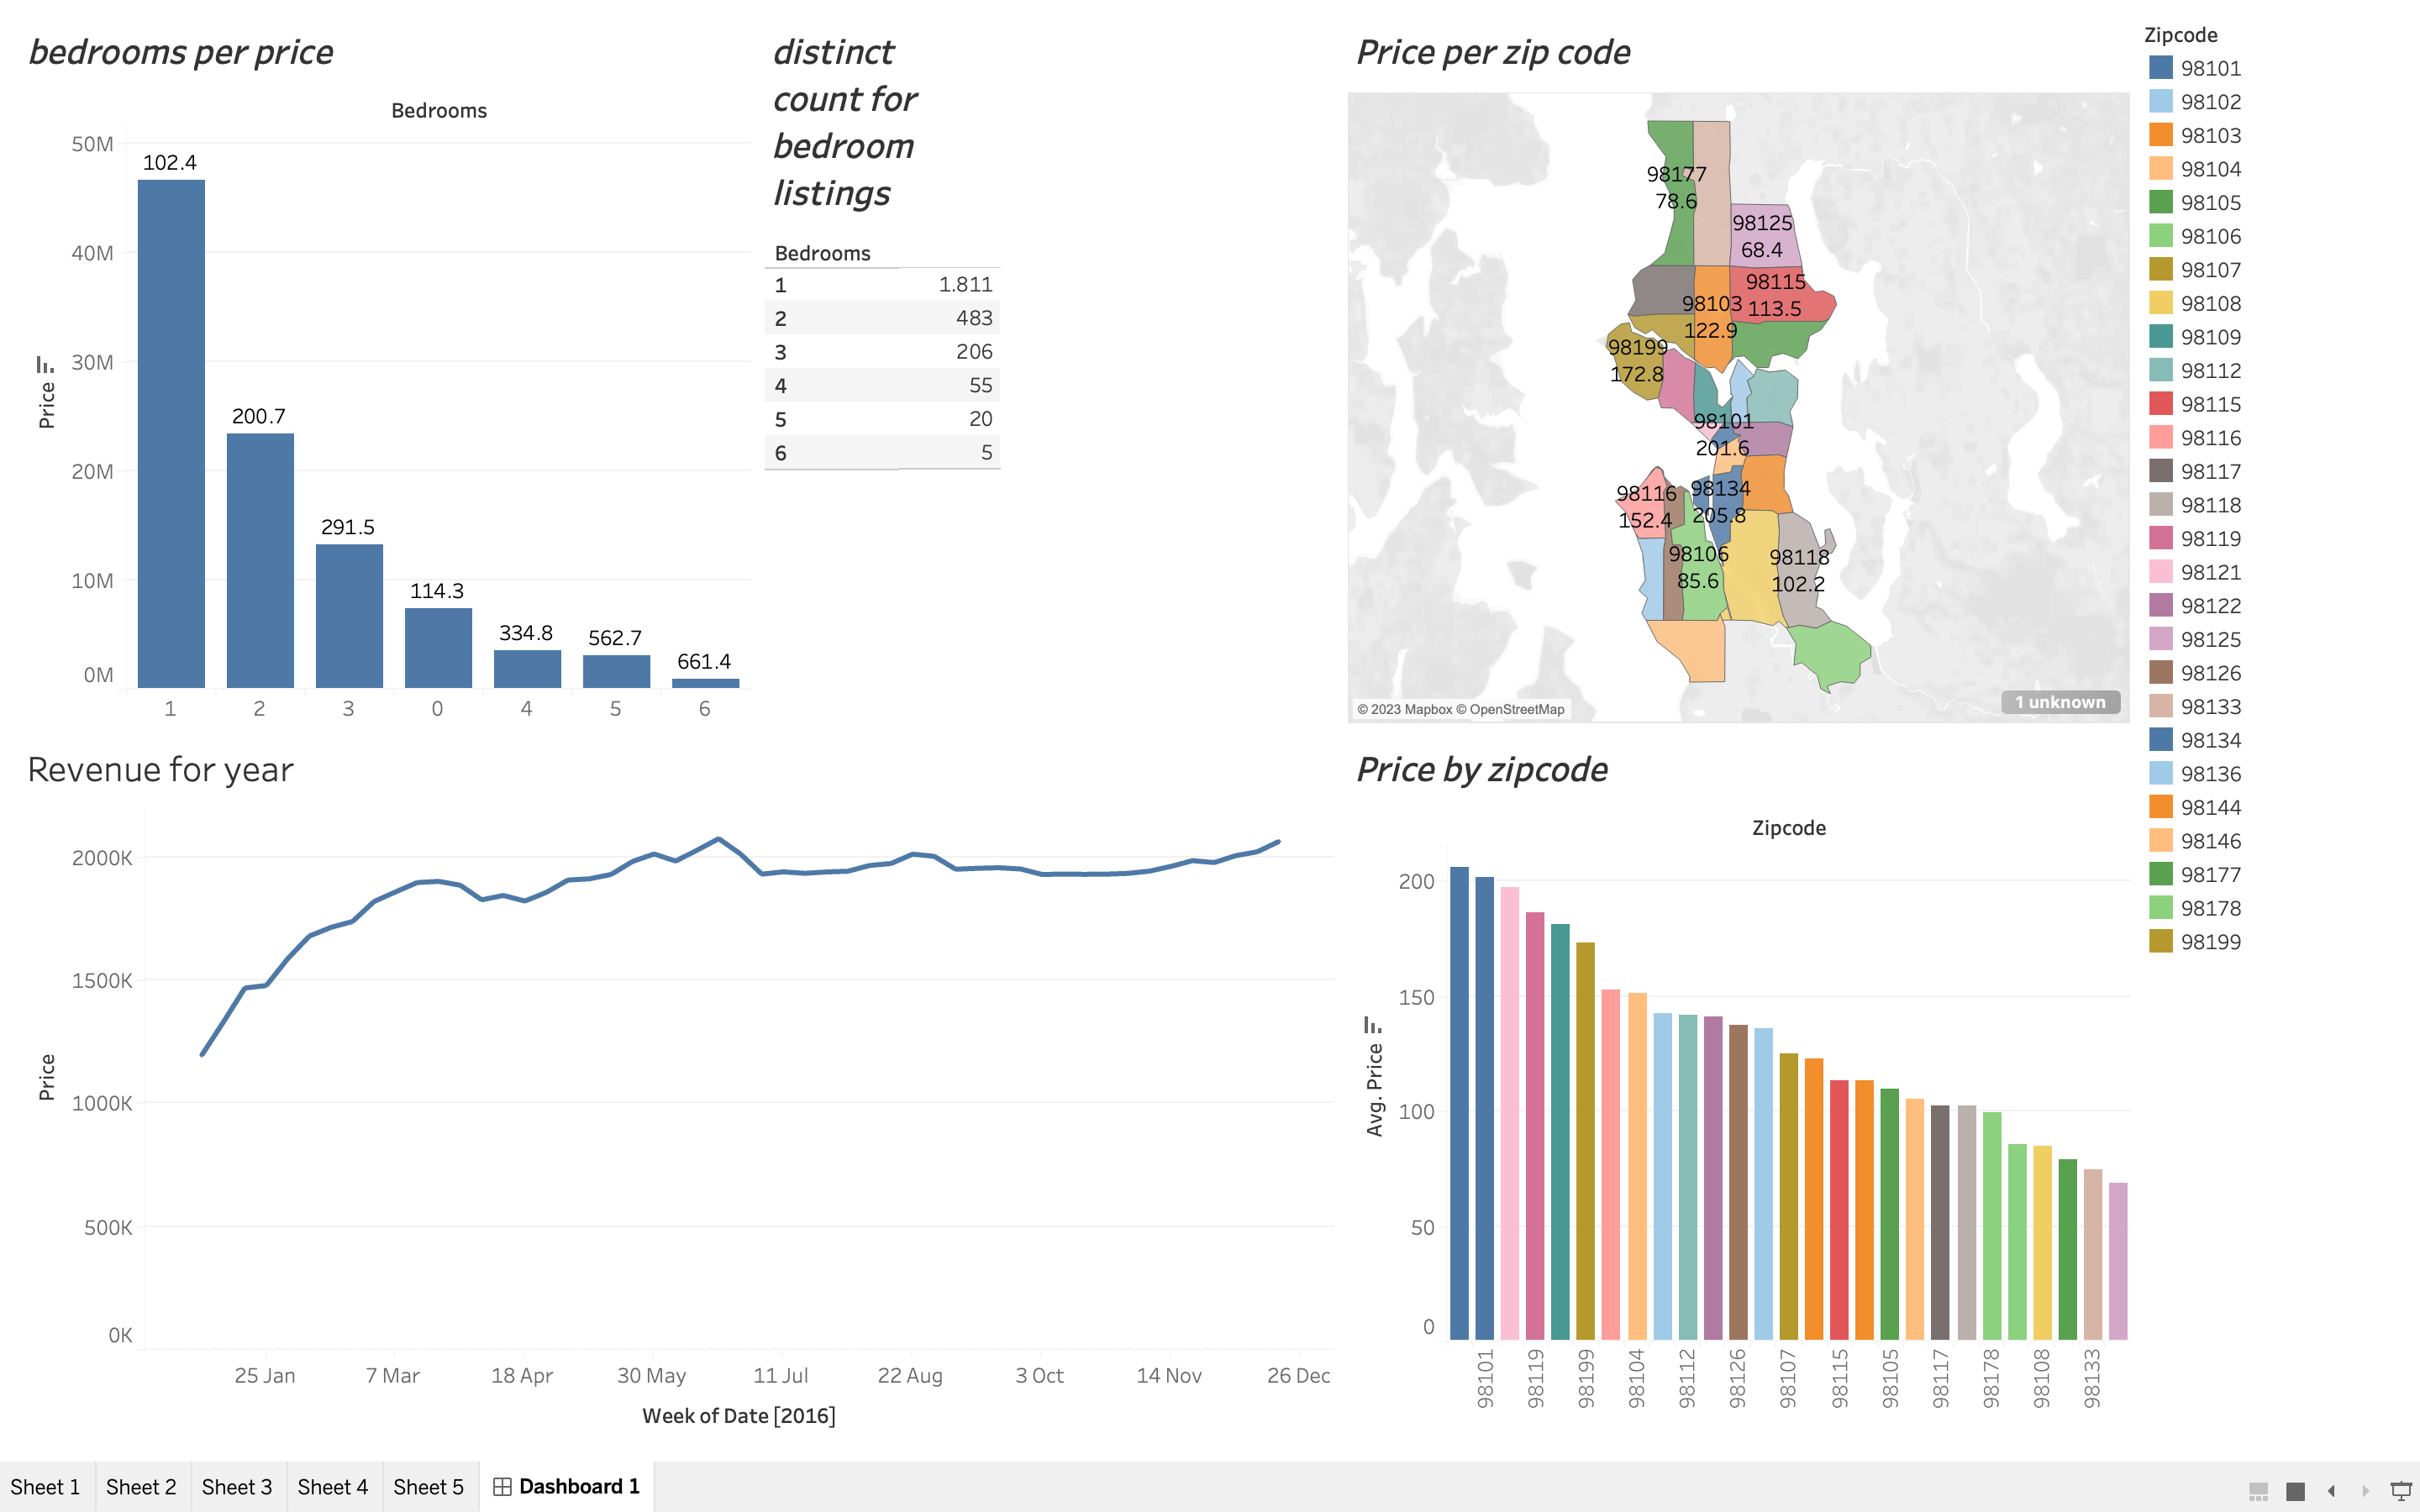 bedrooms per price
Bedrooms
50M
40M
30M
20M
10M
0M
Price
102.4
200.7
291.5
114.3
334.8
562.7
661.4
1 2 3 0 4 5 6
distinct
count for
bedroom
listings
Bedrooms
1 1.811
2 483
3 206
4 55
5 20
6 5
Price per zip code
98177
78.6
98125
68.4
98115
113.5
98103
122.9
98199
172.8
98101
201.6
98116
152.4
98134
205.8
98106
85.6
98118
102.2
© 2023 Mapbox © OpenStreetMap
1 unknown
Zipcode
98101
98102
98103
98104
98105
98106
98107
98108
98109
98112
98115
98116
98117
98118
98119
98121
98122
98125
98126
98133
98134
98136
98144
98146
98177
98178
98199
Revenue for year
2000K
1500K
1000K
500K
0K
Price
25 Jan 7 Mar 18 Apr 30 May 11 Jul 22 Aug 3 Oct 14 Nov 26 Dec
Week of Date [2016]
Price by zipcode
Zipcode
200
150
100
50
0
Avg. Price
98101 98119 98199 98104 98112 98126 98107 98115 98105 98117 98178 98108 98133
Sheet 1 Sheet 2 Sheet 3 Sheet 4 Sheet 5 Dashboard 1